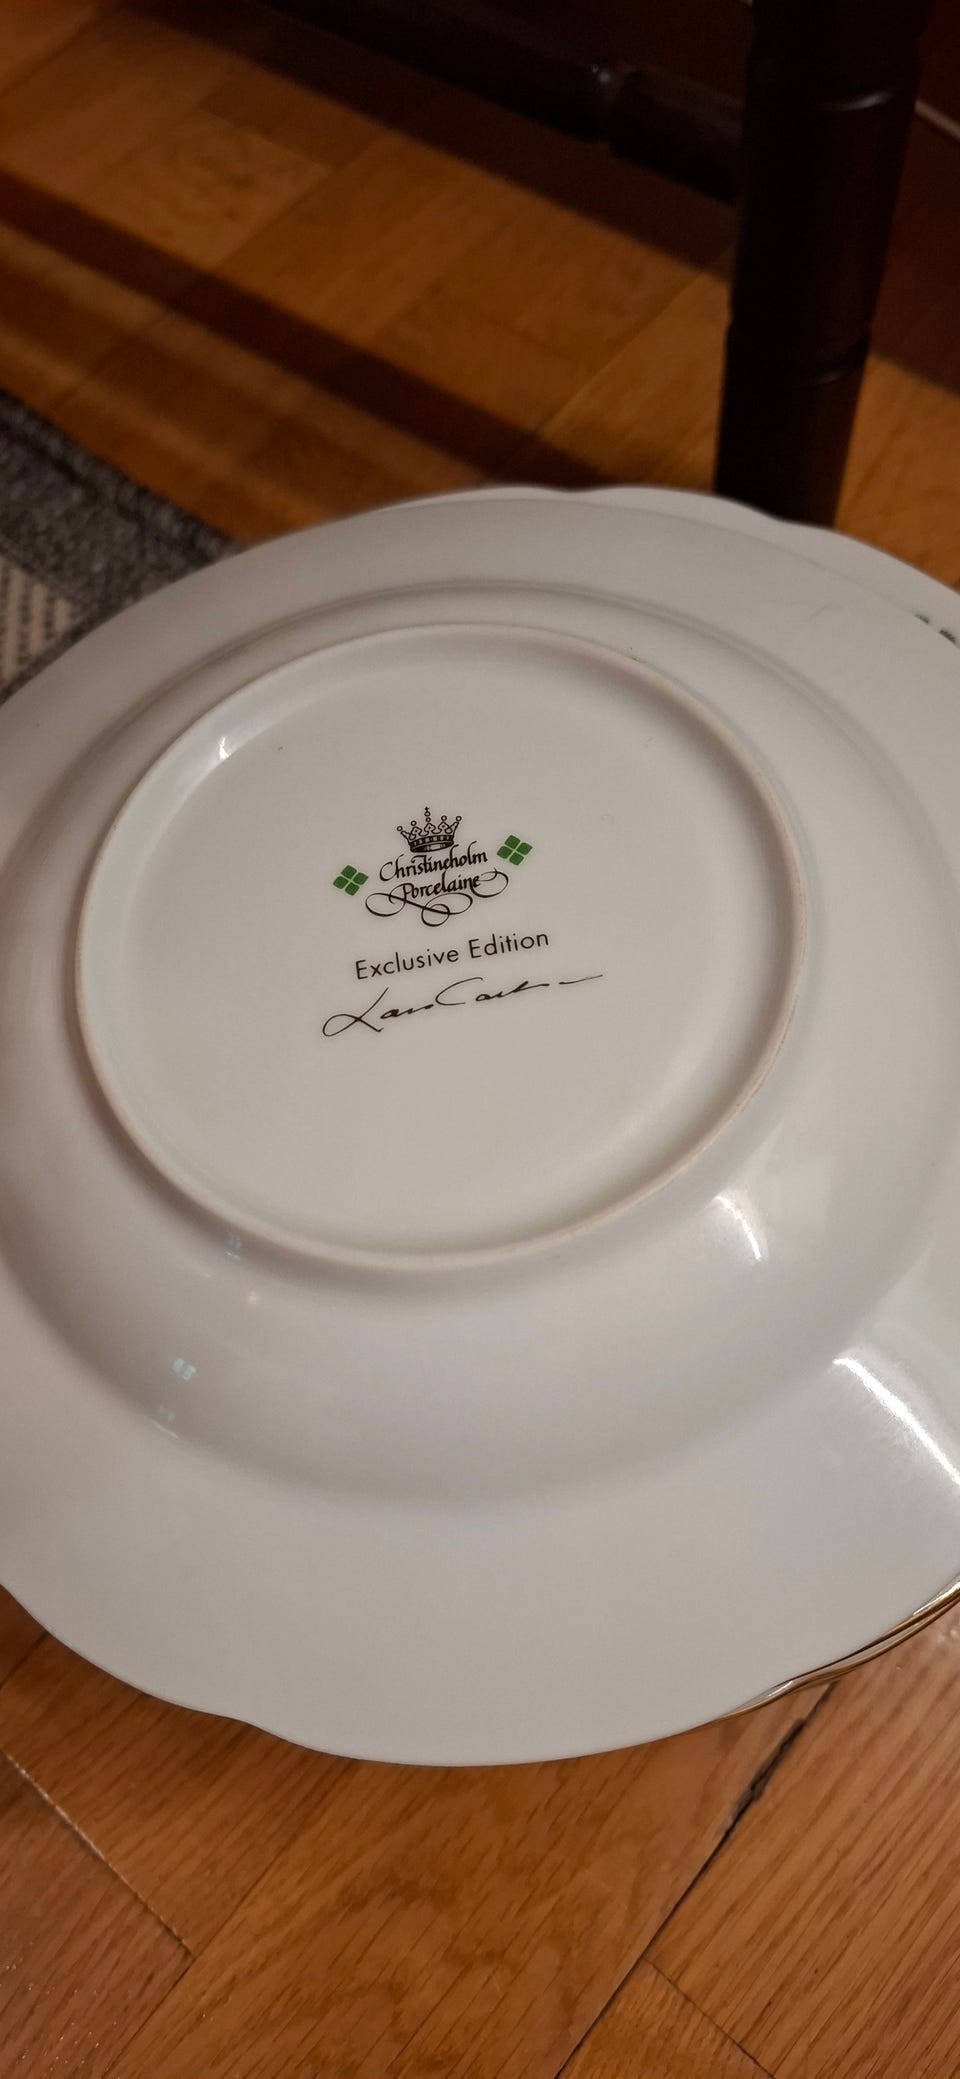 Christineholm
Porcelaine
Exclusive Edition